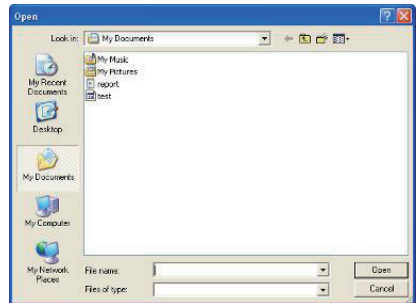 Open
Look in: My Documents
My Recent
Documents
Desktop
My Documents
My Computer
My Network
Places
My Music
My Pictures
report
test
File name:
Open
Files of type:
Cancel